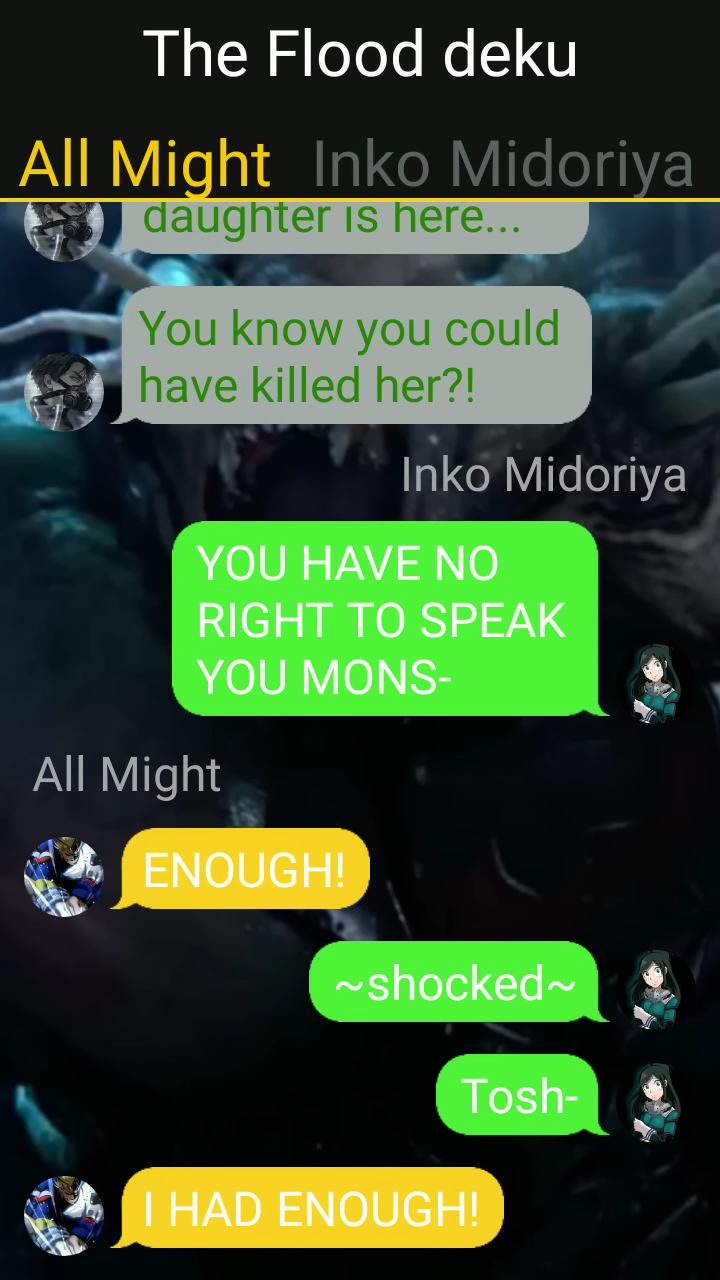 The Flood deku
All Might Inko Midoriya
daughter is here...
You know you could
have killed her?!
Inko Midoriya
YOU HAVE NO
RIGHT TO SPEAK
YOU MONS-
All Might
ENOUGH!
~shocked~
Tosh-
I HAD ENOUGH!